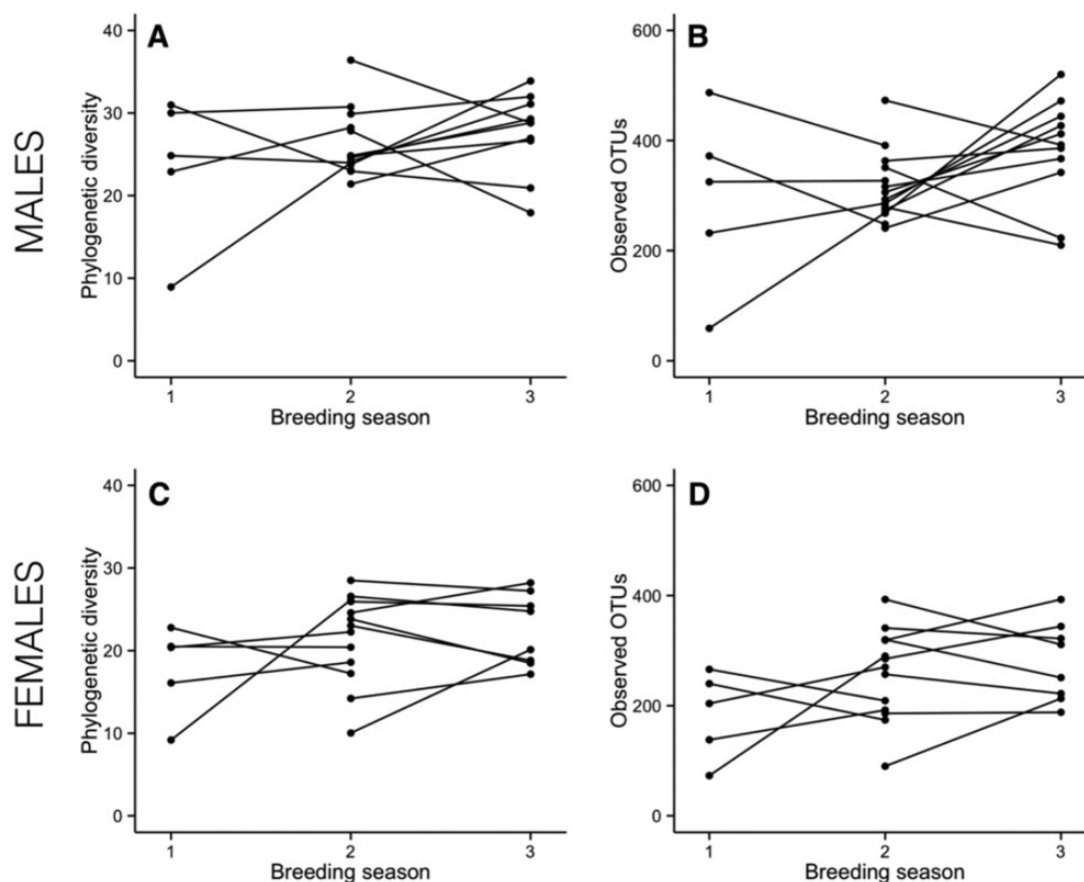 MALES
A
Phylogenetic diversity
40
30
20
10
0
1 2 3
Breeding season
B
Observed OTUs
600
400
200
0
1 2 3
Breeding season
FEMALES
C
Phylogenetic diversity
40
30
20
10
0
1 2 3
Breeding season
D
Observed OTUs
600
400
200
0
1 2 3
Breeding season